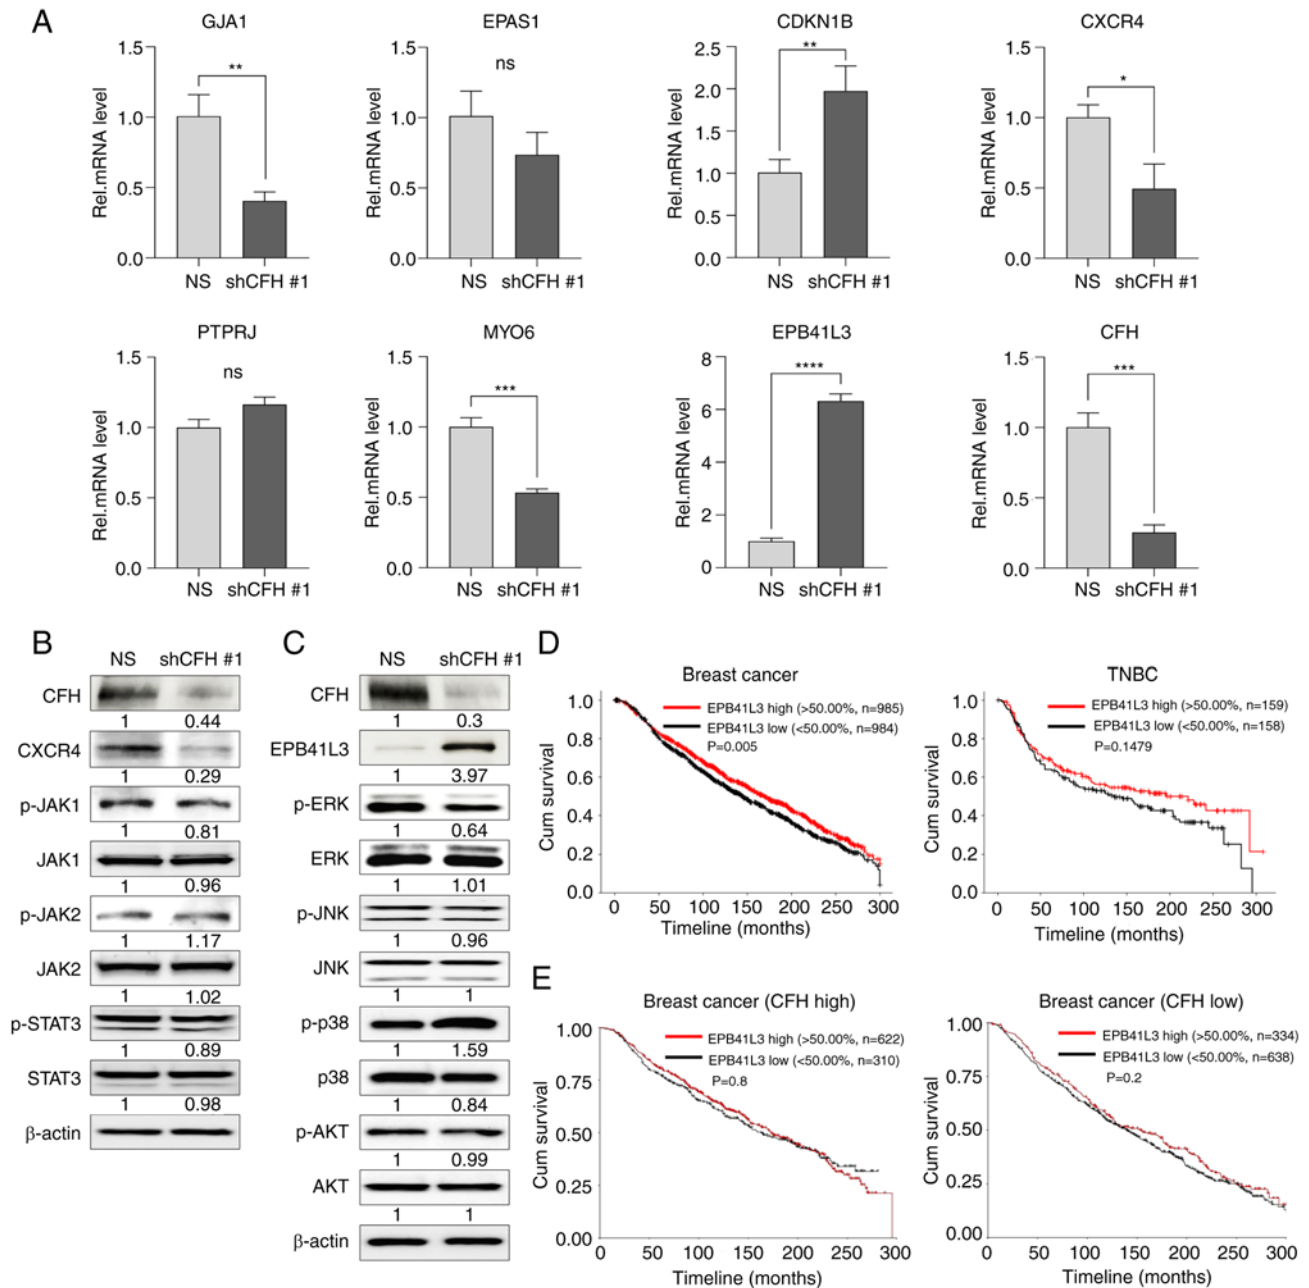 A
GJA1
EPAS1
CDKN1B
CXCR4
Rel.mRNA level
1.5
1.0
0.5
0.0
**
NS shCFH #1
Rel.mRNA level
1.5
1.0
0.5
0.0
ns
NS shCFH #1
Rel.mRNA level
2.5
2.0
1.5
1.0
0.5
0.0
**
NS shCFH #1
Rel.mRNA level
1.5
1.0
0.5
0.0
*
NS shCFH #1
PTPRJ
MYO6
EPB41L3
CFH
Rel.mRNA level
1.5
1.0
0.5
0.0
ns
NS shCFH #1
Rel.mRNA level
1.5
1.0
0.5
0.0
***
NS shCFH #1
Rel.mRNA level
8
6
4
2
0
****
NS shCFH #1
Rel.mRNA level
1.5
1.0
0.5
0.0
***
NS shCFH #1
B
NS shCFH #1
CFH
1 0.44
CXCR4
1 0.29
p-JAK1
1 0.81
JAK1
1 0.96
p-JAK2
1 1.17
JAK2
1 1.02
p-STAT3
1 0.89
STAT3
1 0.98
β-actin
C
NS shCFH #1
CFH
1 0.3
EPB41L3
1 3.97
p-ERK
1 0.64
ERK
1 1.01
p-JNK
1 0.96
JNK
1 1
p-p38
1 1.59
p38
1 0.84
p-AKT
1 0.99
AKT
1 1
β-actin
D
Breast cancer
EPB41L3 high (>50.00%, n=985)
EPB41L3 low (<50.00%, n=984)
P=0.005
Cum survival
1.0
0.8
0.6
0.4
0.2
0.0
0 50 100 150 200 250 300
Timeline (months)
TNBC
EPB41L3 high (>50.00%, n=159)
EPB41L3 low (<50.00%, n=158)
P=0.1479
Cum survival
1.0
0.8
0.6
0.4
0.2
0.0
0 50 100 150 200 250 300
Timeline (months)
E
Breast cancer (CFH high)
EPB41L3 high (>50.00%, n=622)
EPB41L3 low (<50.00%, n=310)
P=0.8
Cum survival
1.00
0.75
0.50
0.25
0.00
0 50 100 150 200 250 300
Timeline (months)
Breast cancer (CFH low)
EPB41L3 high (>50.00%, n=334)
EPB41L3 low (<50.00%, n=638)
P=0.2
Cum survival
1.00
0.75
0.50
0.25
0.00
0 50 100 150 200 250 300
Timeline (months)